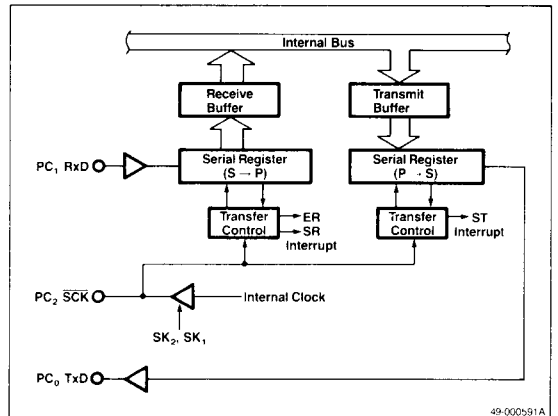 Internal Bus
Receive
Buffer
Transmit
Buffer
PC₁ RxD
Serial Register
(S → P)
Serial Register
(P → S)
Transfer
Control
ER
SR
Interrupt
Transfer
Control
ST
Interrupt
PC₂ S̅C̅K̅
Internal Clock
SK₂, SK₁
PC₀ TxD
49-000591A